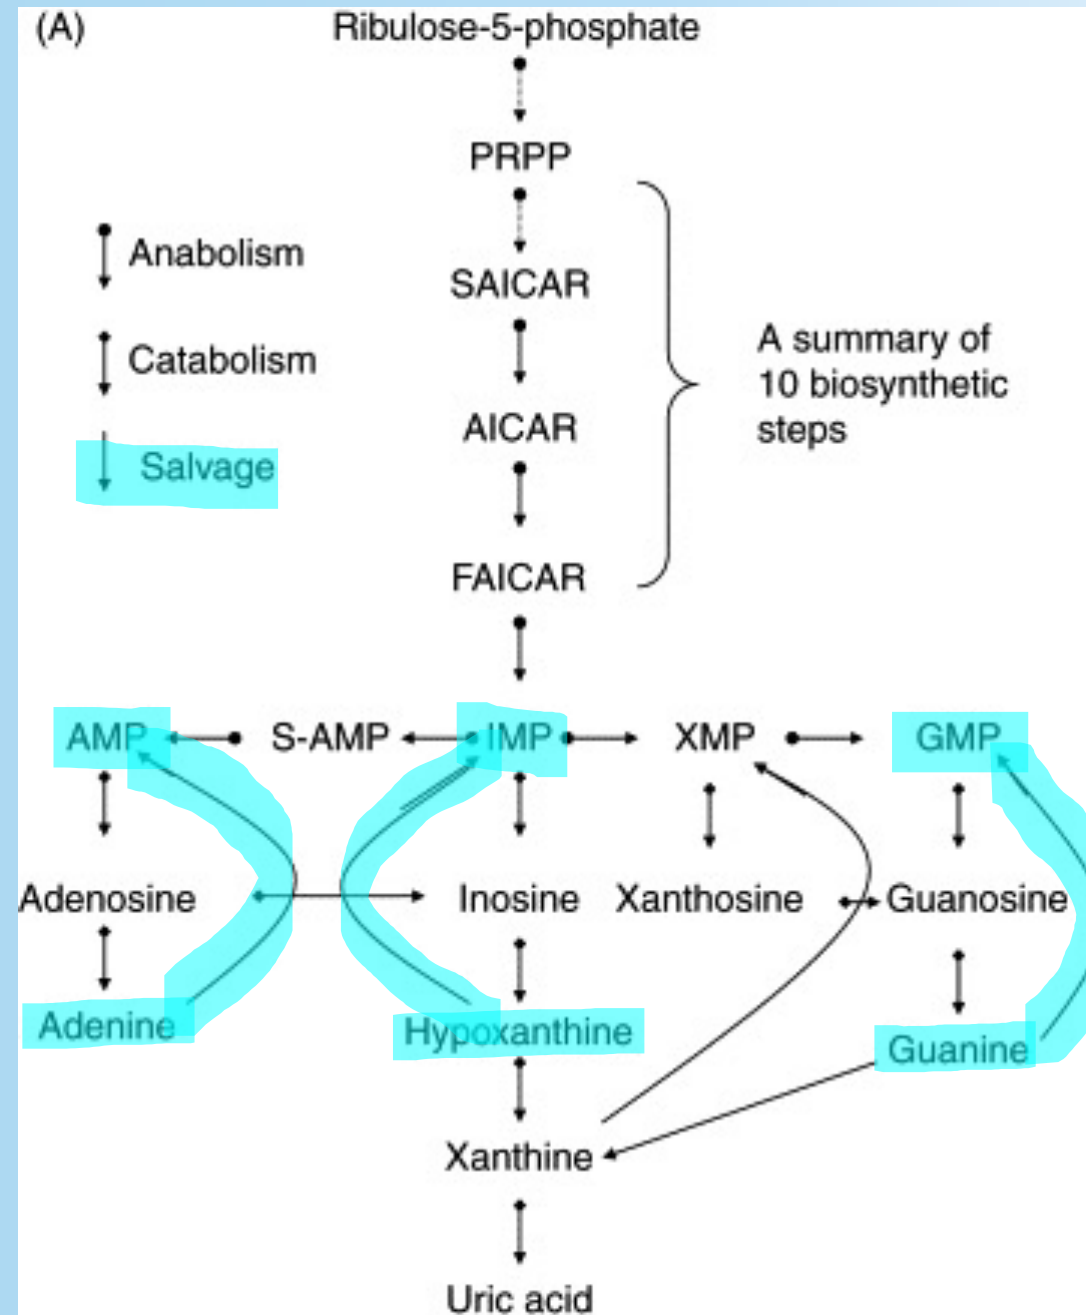 (A)
Ribulose-5-phosphate
PRPP
Anabolism
SAICAR
Catabolism
A summary of
10 biosynthetic
steps
AICAR
Salvage
FAICAR
AMP S-AMP IMP XMP GMP
Adenosine Inosine Xanthosine Guanosine
Adenine Hypoxanthine Guanine
Xanthine
Uric acid